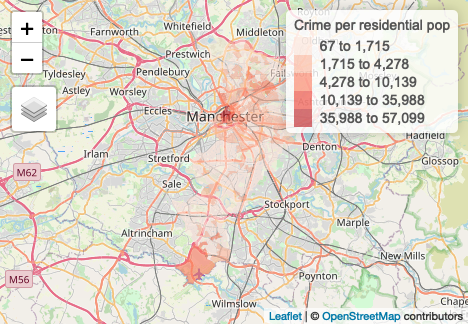 +
−
Crime per residential pop
67 to 1,715
1,715 to 4,278
4,278 to 10,139
10,139 to 35,988
35,988 to 57,099
Farnworth
Whitefield
Middleton
Prestwich
Tyldesley
Pendlebury
Astley
Worsley
Eccles
Manchester
M62
Irlam
Stretford
Denton
Hadfield
Glossop
Sale
Stockport
Marple
Altrincham
New Mills
M56
Poynton
Wilmslow
Leaflet | © OpenStreetMap contributors